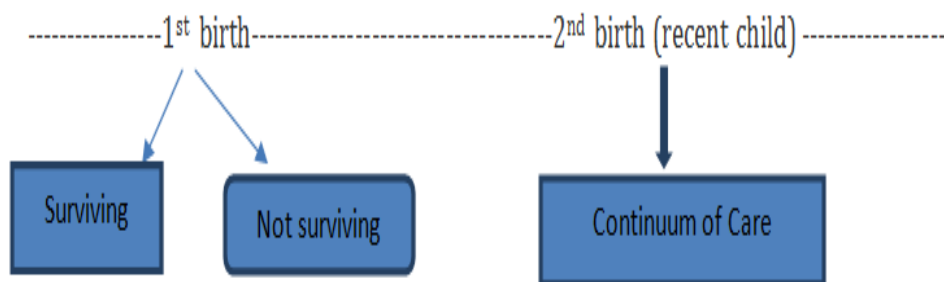 -----------------1st birth-----------------------------------2nd birth (recent child) -----------------
Surviving
Not surviving
Continuum of Care